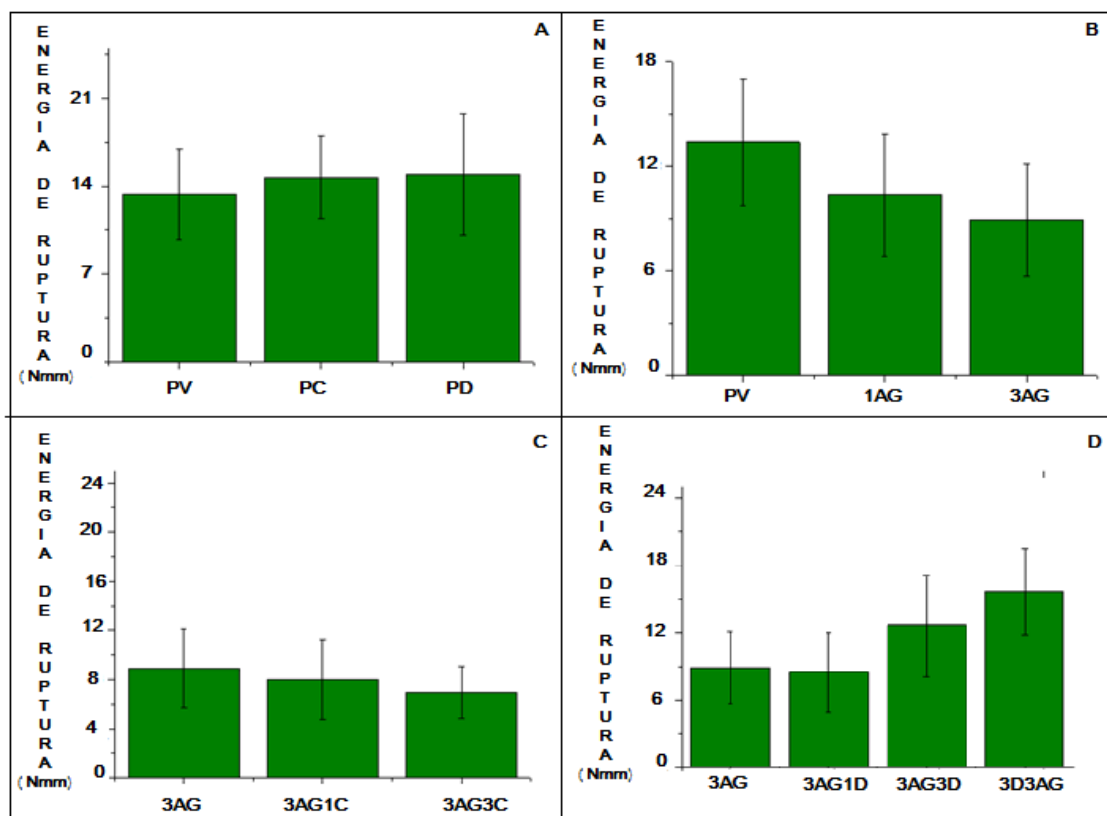 A
ENERGIA DE RUPTURA
(Nmm)
21
14
7
0
PV PC PD
B
ENERGIA DE RUPTURA
(Nmm)
18
12
6
0
PV 1AG 3AG
C
ENERGIA DE RUPTURA
(Nmm)
24
20
16
12
8
4
0
3AG 3AG1C 3AG3C
D
ENERGIA DE RUPTURA
(Nmm)
24
18
12
6
0
3AG 3AG1D 3AG3D 3D3AG